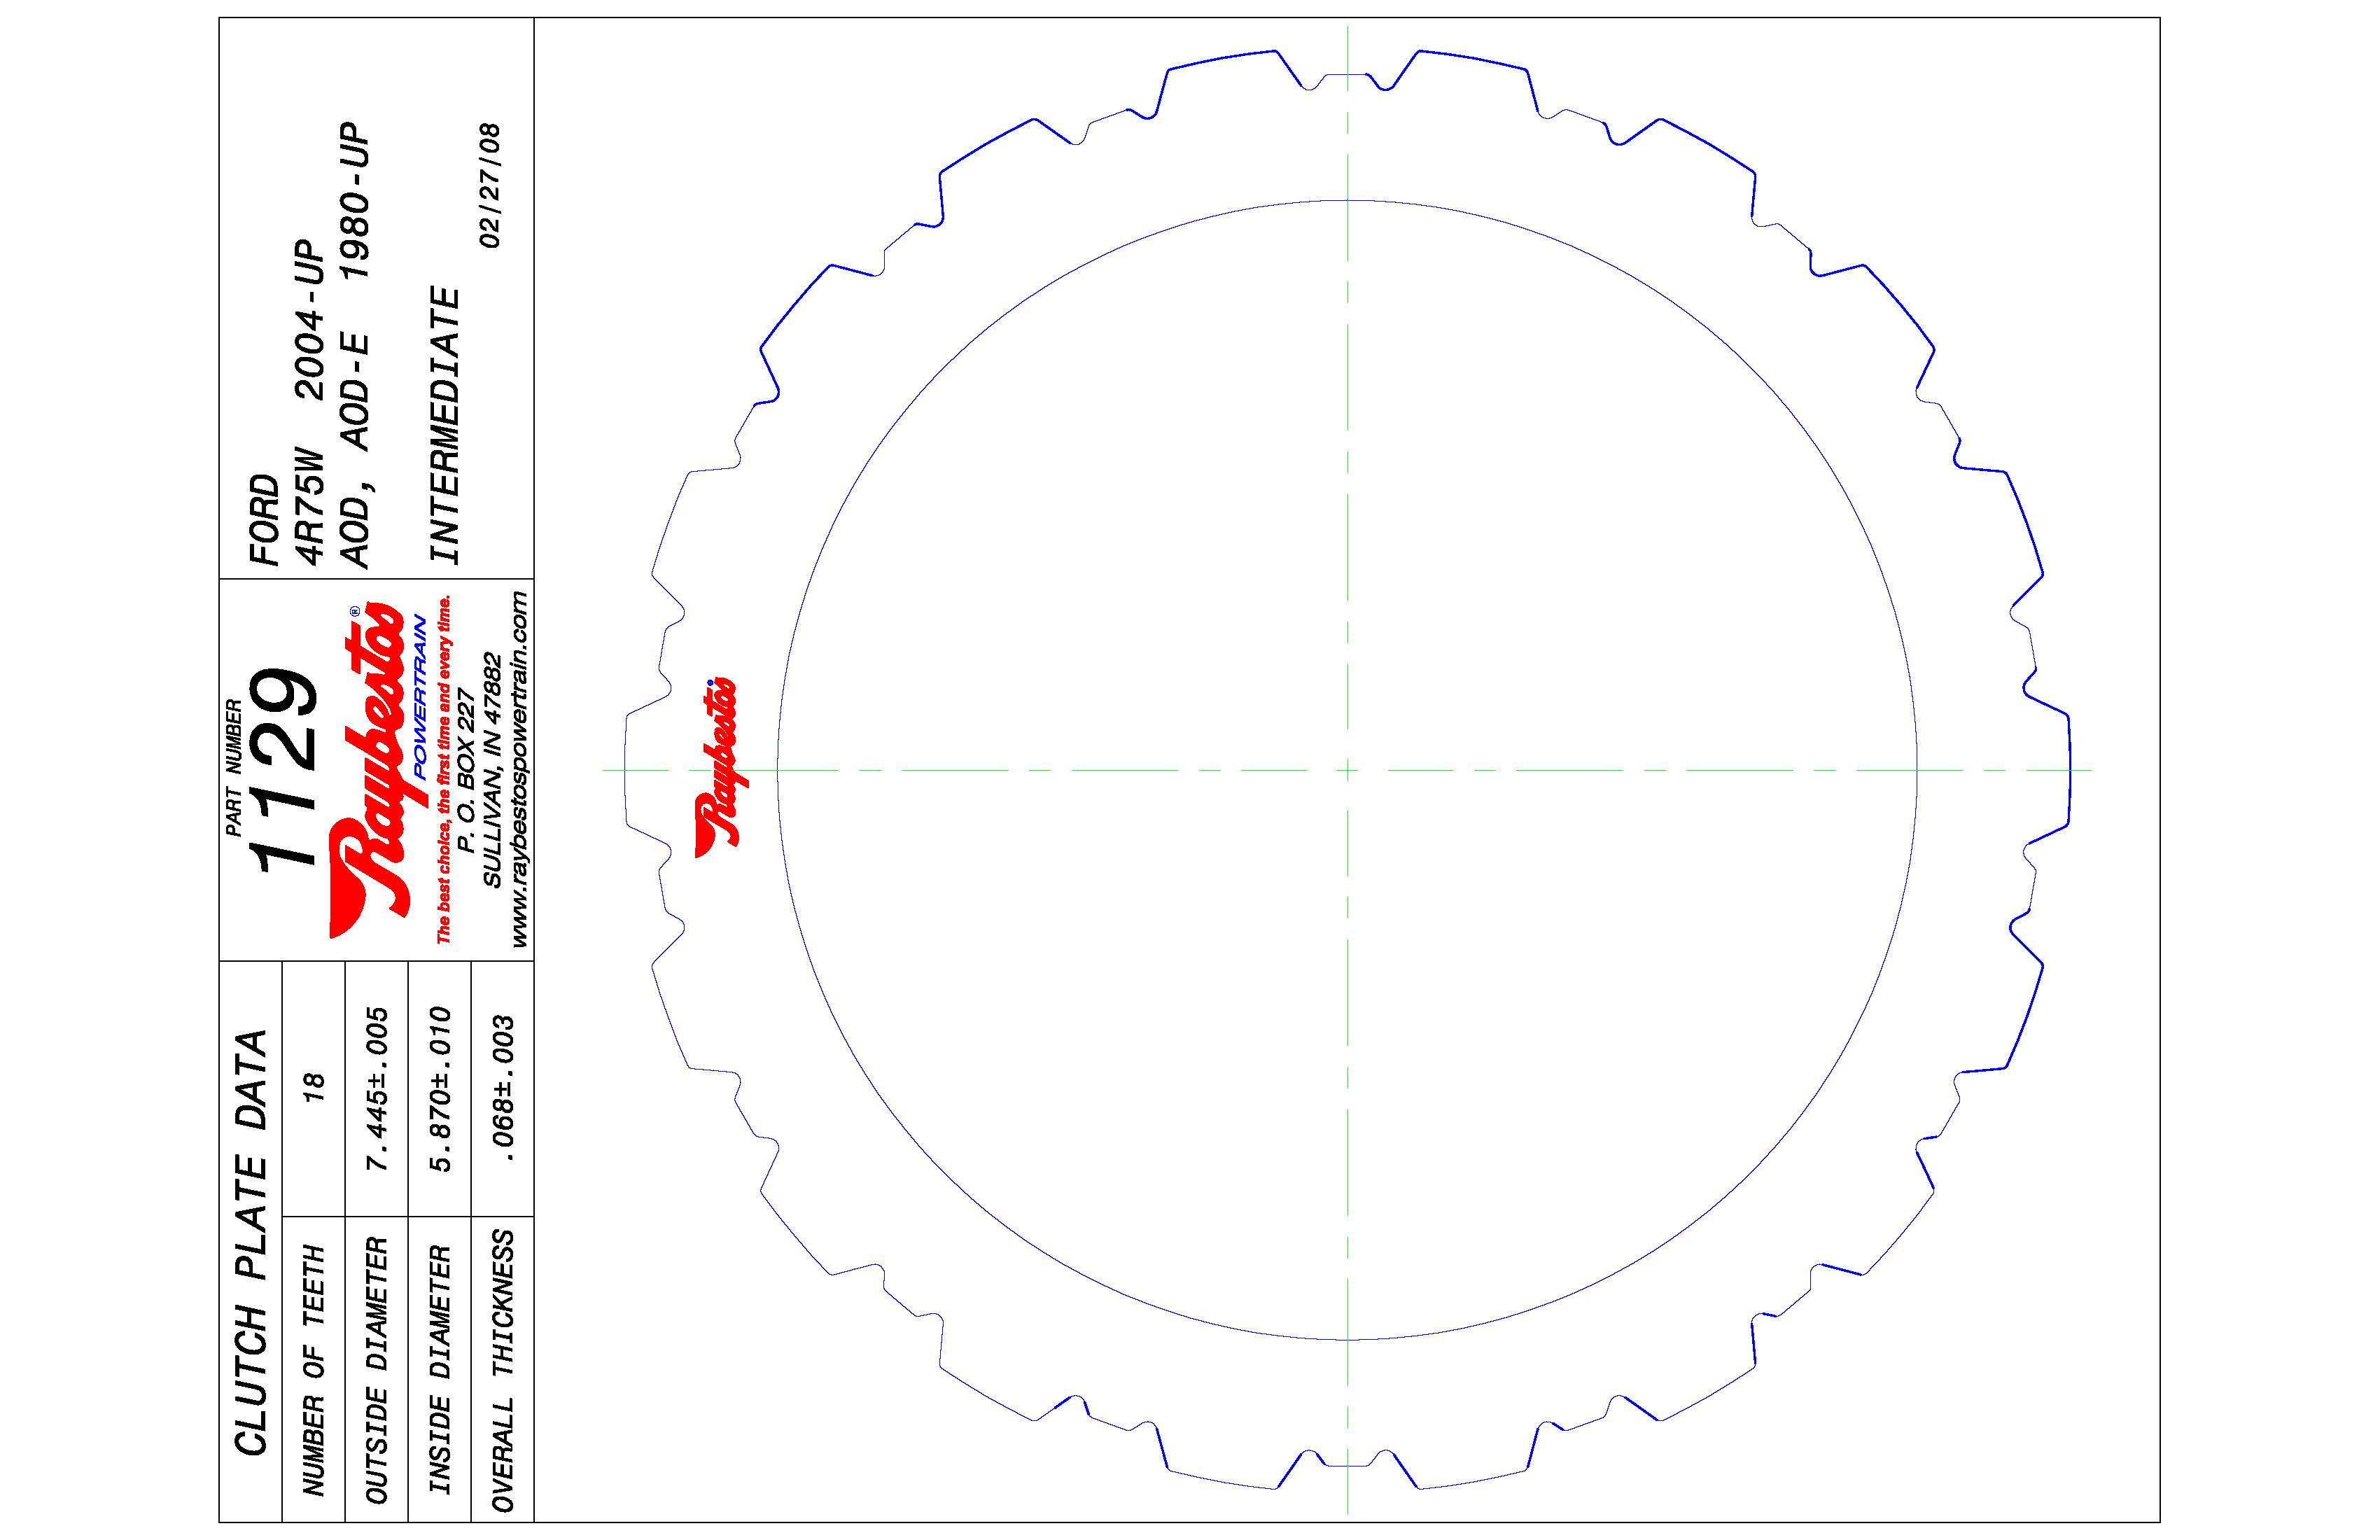 CLUTCH PLATE DATA
NUMBER OF TEETH 18
OUTSIDE DIAMETER 7.445±.005
INSIDE DIAMETER 5.870±.010
OVERALL THICKNESS .068±.003
PART NUMBER
1129
Raybestos®
POWERTRAIN
The best choice, the first time and every time.
P. O. BOX 227
SULLIVAN, IN 47882
www.raybestospowertrain.com
FORD
4R75W 2004-UP
AOD, AOD-E 1980-UP
INTERMEDIATE
02/27/08
Raybestos